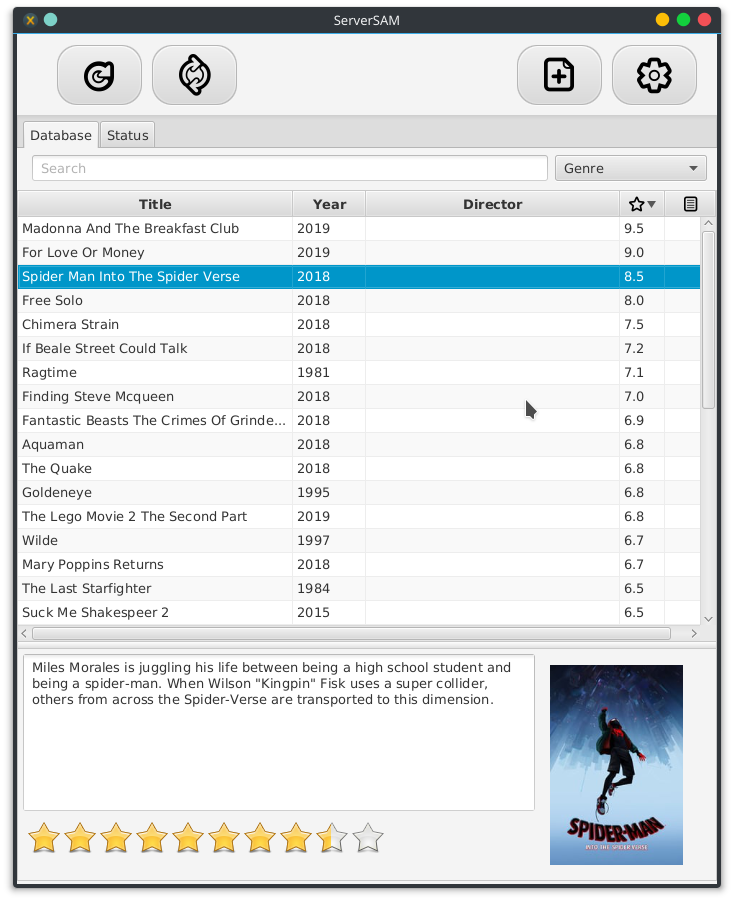 ServerSAM
Database Status
Search Genre
Title Year Director
Madonna And The Breakfast Club 2019 9.5
For Love Or Money 2019 9.0
Spider Man Into The Spider Verse 2018 8.5
Free Solo 2018 8.0
Chimera Strain 2018 7.5
If Beale Street Could Talk 2018 7.2
Ragtime 1981 7.1
Finding Steve Mcqueen 2018 7.0
Fantastic Beasts The Crimes Of Grinde... 2018 6.9
Aquaman 2018 6.8
The Quake 2018 6.8
Goldeneye 1995 6.8
The Lego Movie 2 The Second Part 2019 6.8
Wilde 1997 6.7
Mary Poppins Returns 2018 6.7
The Last Starfighter 1984 6.5
Suck Me Shakespeer 2 2015 6.5
Miles Morales is juggling his life between being a high school student and
being a spider-man. When Wilson "Kingpin" Fisk uses a super collider,
others from across the Spider-Verse are transported to this dimension.
SPIDER-MAN
INTO THE SPIDER-VERSE